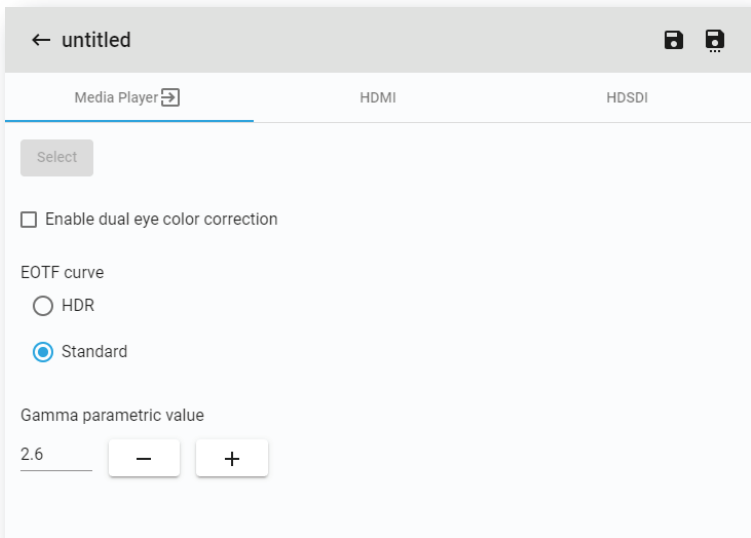 untitled
Media Player HDMI HDSDI
Select
Enable dual eye color correction
EOTF curve
HDR
Standard
Gamma parametric value
2.6 − +